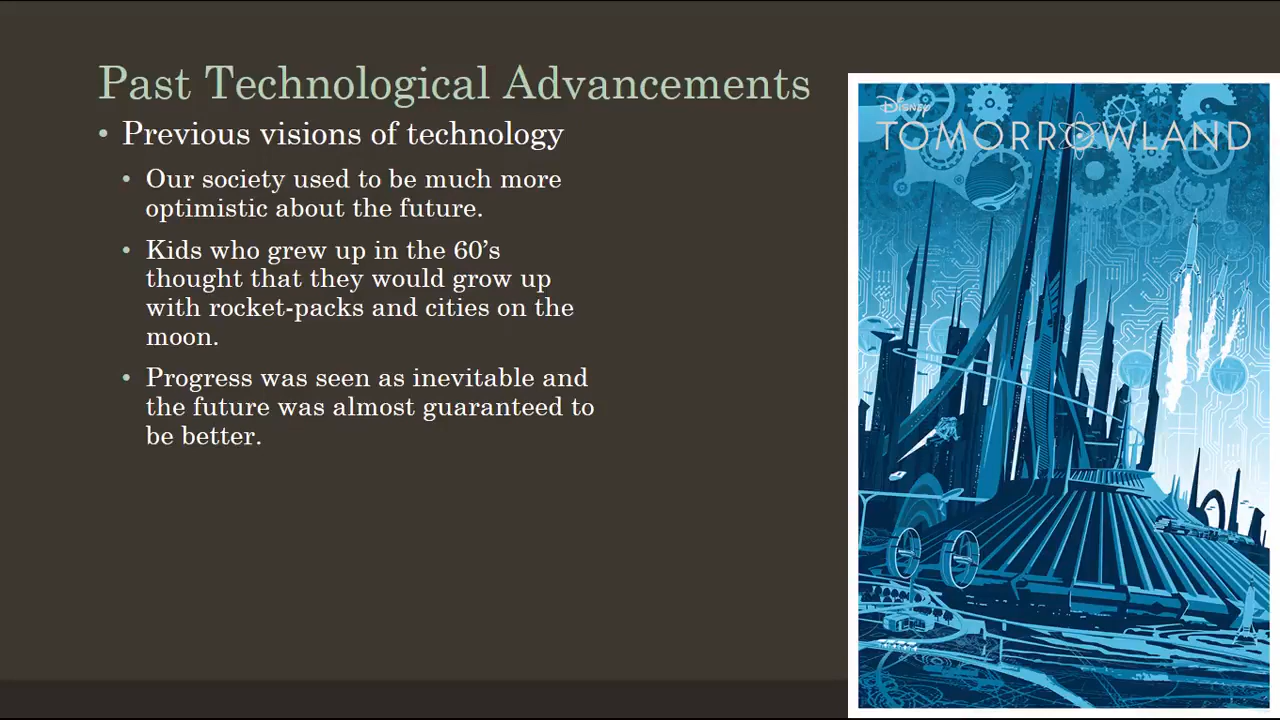 Past Technological Advancements
• Previous visions of technology
• Our society used to be much more
optimistic about the future.
• Kids who grew up in the 60’s
thought that they would grow up
with rocket-packs and cities on the
moon.
• Progress was seen as inevitable and
the future was almost guaranteed to
be better.
Disney
TOMORROWLAND